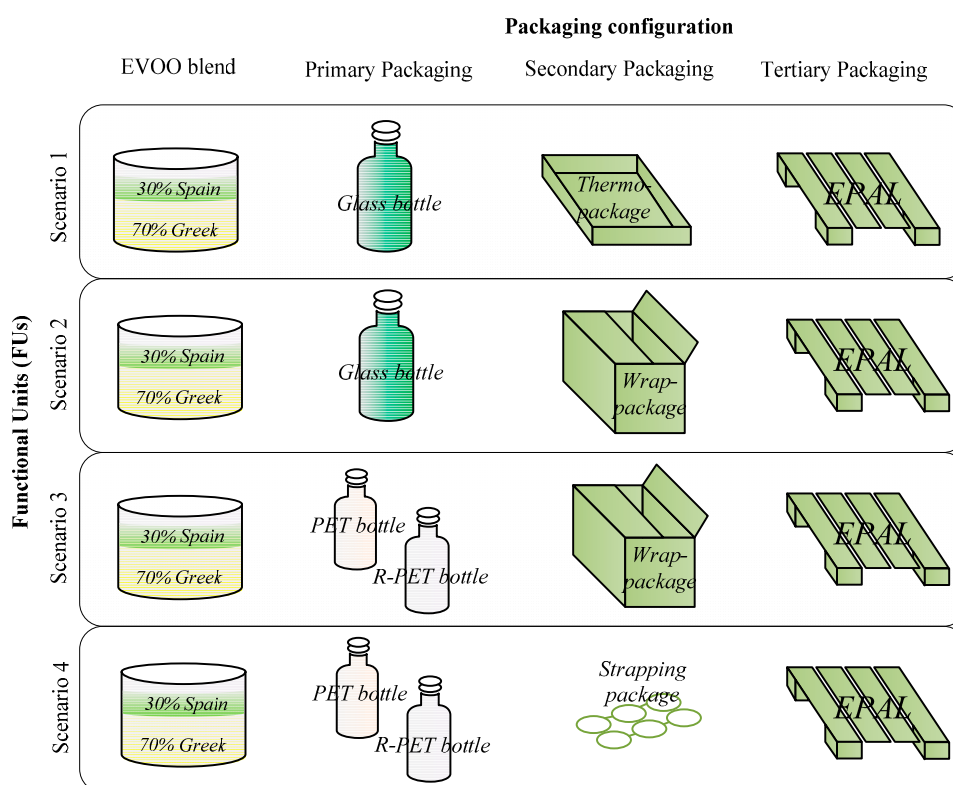 Packaging configuration
EVOO blend
Primary Packaging
Secondary Packaging
Tertiary Packaging
Functional Units (FUs)
Scenario 1
30% Spain
70% Greek
Glass bottle
Thermo-
package
EPAL
Scenario 2
30% Spain
70% Greek
Glass bottle
Wrap-
package
EPAL
Scenario 3
30% Spain
70% Greek
PET bottle
R-PET bottle
Wrap-
package
EPAL
Scenario 4
30% Spain
70% Greek
PET bottle
R-PET bottle
Strapping
package
EPAL